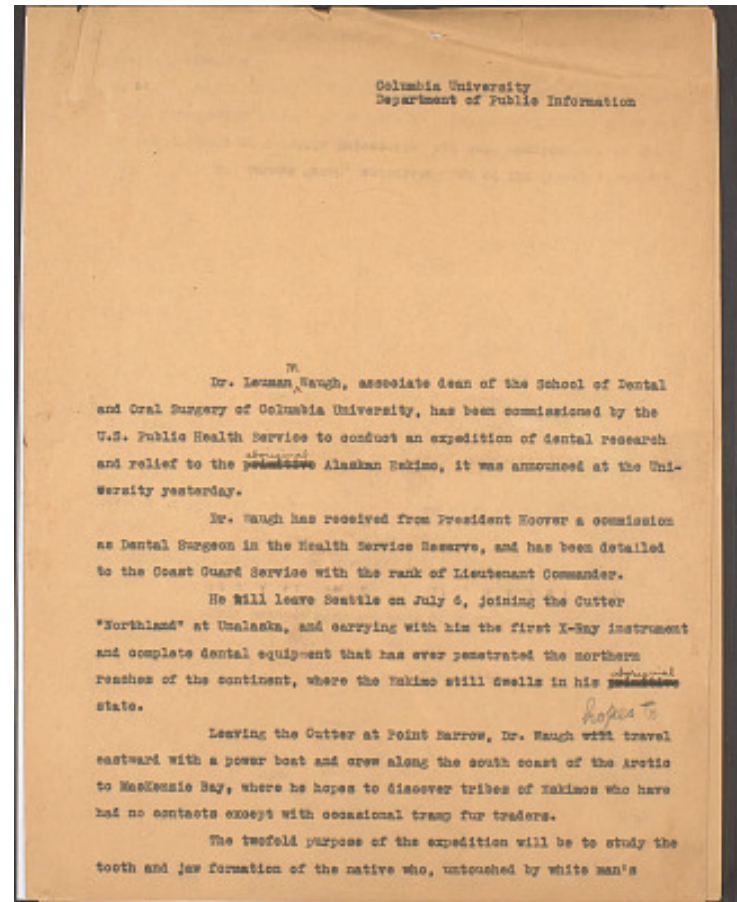 Columbia University
Department of Public Information
M
Dr. Leuman Waugh, associate dean of the School of Dental
and Oral Surgery of Columbia University, has been commissioned by the
U.S. Public Health Service to conduct an expedition of dental research
aboriginal
and relief to the primitive Alaskan Eskimo, it was announced at the Uni-
versity yesterday.
Dr. Waugh has received from President Hoover a commission
as Dental Surgeon in the Health Service Reserve, and has been detailed
to the Coast Guard Service with the rank of Lieutenant Commander.
He will leave Seattle on July 6, joining the Cutter
"Northland" at Unalaska, and carrying with him the first X-Ray instrument
and complete dental equipment that has ever penetrated the northern
aboriginal
reaches of the continent, where the Eskimo still dwells in his primitive
state.
hopes to
Leaving the Cutter at Point Barrow, Dr. Waugh will travel
eastward with a power boat and crew along the south coast of the Arctic
to MacKenzie Bay, where he hopes to discover tribes of Eskimos who have
had no contacts except with occasional tramp fur traders.
The twofold purpose of the expedition will be to study the
tooth and jaw formation of the native who, untouched by white man's